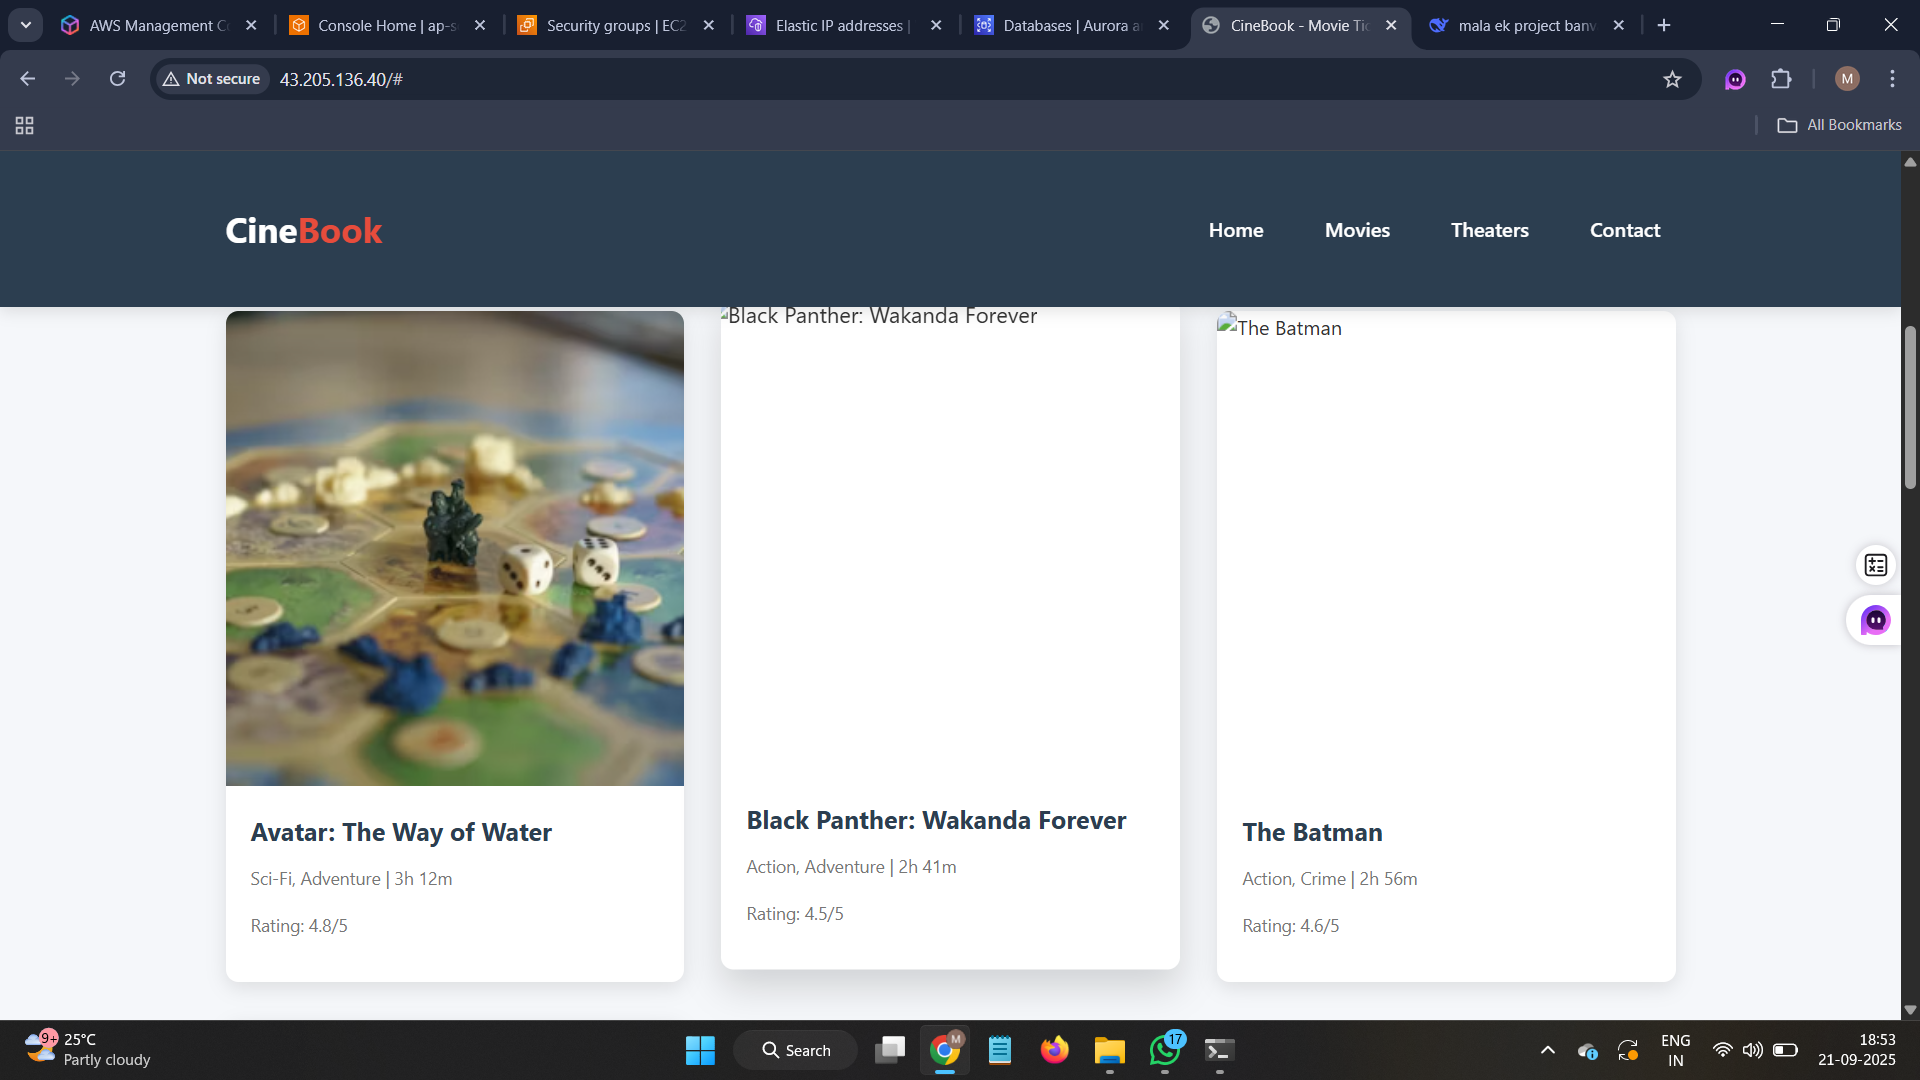 AWS Management Co
Console Home | ap-s
Security groups | EC2
Elastic IP addresses |
Databases | Aurora a
CineBook - Movie Tic
mala ek project banv
Not secure
43.205.136.40/#
M
All Bookmarks
CineBook
Home
Movies
Theaters
Contact
Black Panther: Wakanda Forever
The Batman
Avatar: The Way of Water
Sci-Fi, Adventure | 3h 12m
Rating: 4.8/5
Black Panther: Wakanda Forever
Action, Adventure | 2h 41m
Rating: 4.5/5
The Batman
Action, Crime | 2h 56m
Rating: 4.6/5
9+
25°C
Partly cloudy
Search
M
17
ENG
IN
18:53
21-09-2025